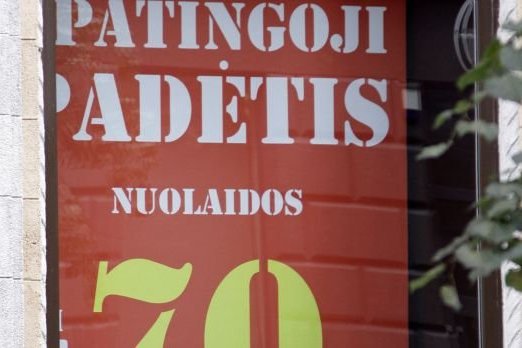 PATINGOJI
PADĖTIS
NUOLAIDOS
70